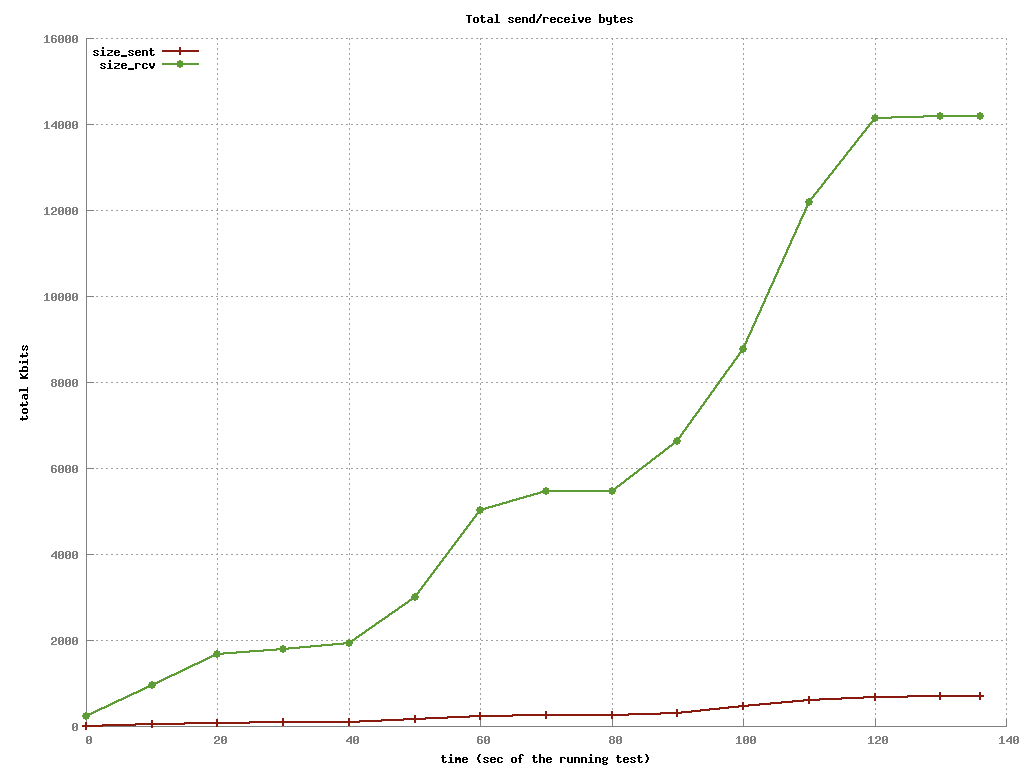 Total send/receive bytes
size_sent
size_rcv
16000
14000
12000
10000
8000
6000
4000
2000
0
total Kbits
0 20 40 60 80 100 120 140
time (sec of the running test)